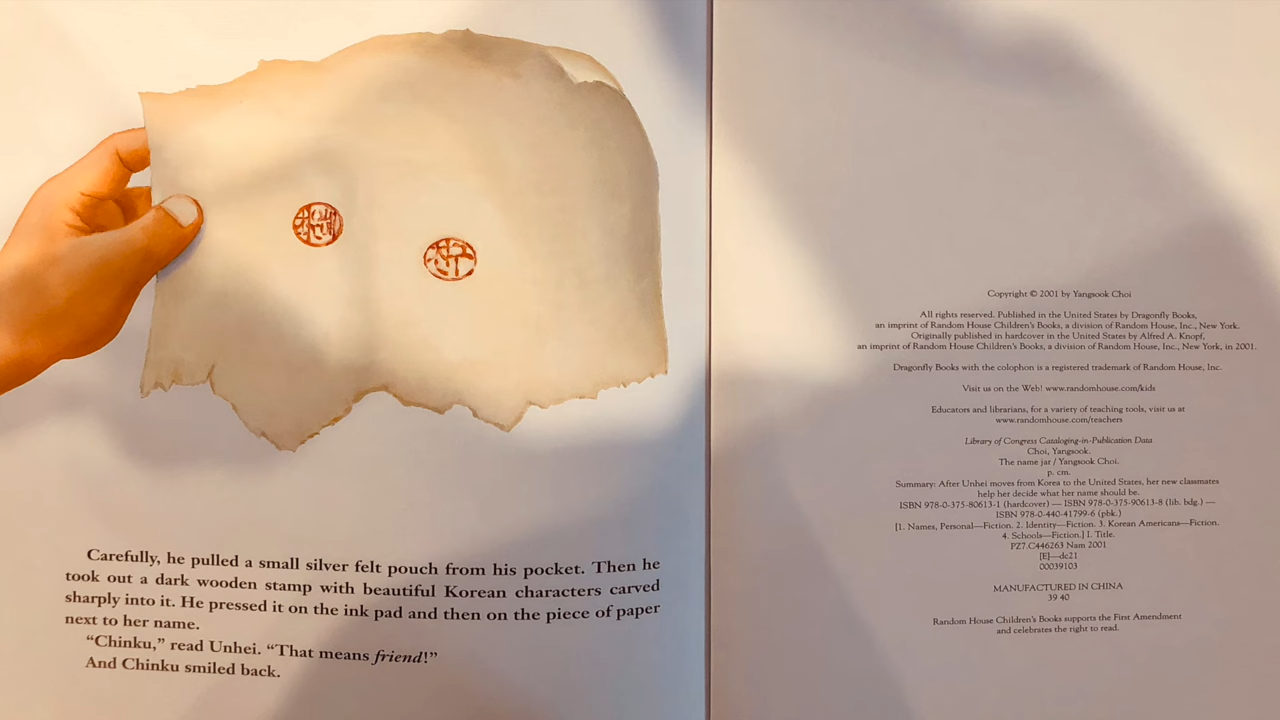 Carefully, he pulled a small silver felt pouch from his pocket. Then he
took out a dark wooden stamp with beautiful Korean characters carved
sharply into it. He pressed it on the ink pad and then on the piece of paper
next to her name.
“Chinku,” read Unhei. “That means friend!”
And Chinku smiled back.
Copyright © 2001 by Yangsook Choi
All rights reserved. Published in the United States by Dragonfly Books,
an imprint of Random House Children's Books, a division of Random House, Inc., New York.
Originally published in hardcover in the United States by Alfred A. Knopf,
an imprint of Random House Children's Books, a division of Random House, Inc., New York, in 2001.
Dragonfly Books with the colophon is a registered trademark of Random House, Inc.
Visit us on the Web! www.randomhouse.com/kids
Educators and librarians, for a variety of teaching tools, visit us at
www.randomhouse.com/teachers
Library of Congress Cataloging-in-Publication Data
Choi, Yangsook.
The name jar / Yangsook Choi.
p. cm.
Summary: After Unhei moves from Korea to the United States, her new classmates
help her decide what her name should be.
ISBN 978-0-375-80613-1 (hardcover) — ISBN 978-0-375-90613-8 (lib. bdg.) —
ISBN 978-0-440-41799-6 (pbk.)
[1. Names, Personal—Fiction. 2. Identity—Fiction. 3. Korean Americans—Fiction.
4. Schools—Fiction.] I. Title.
PZ7.C446263 Nam 2001
[E]—dc21
00039103
MANUFACTURED IN CHINA
39 40
Random House Children's Books supports the First Amendment
and celebrates the right to read.